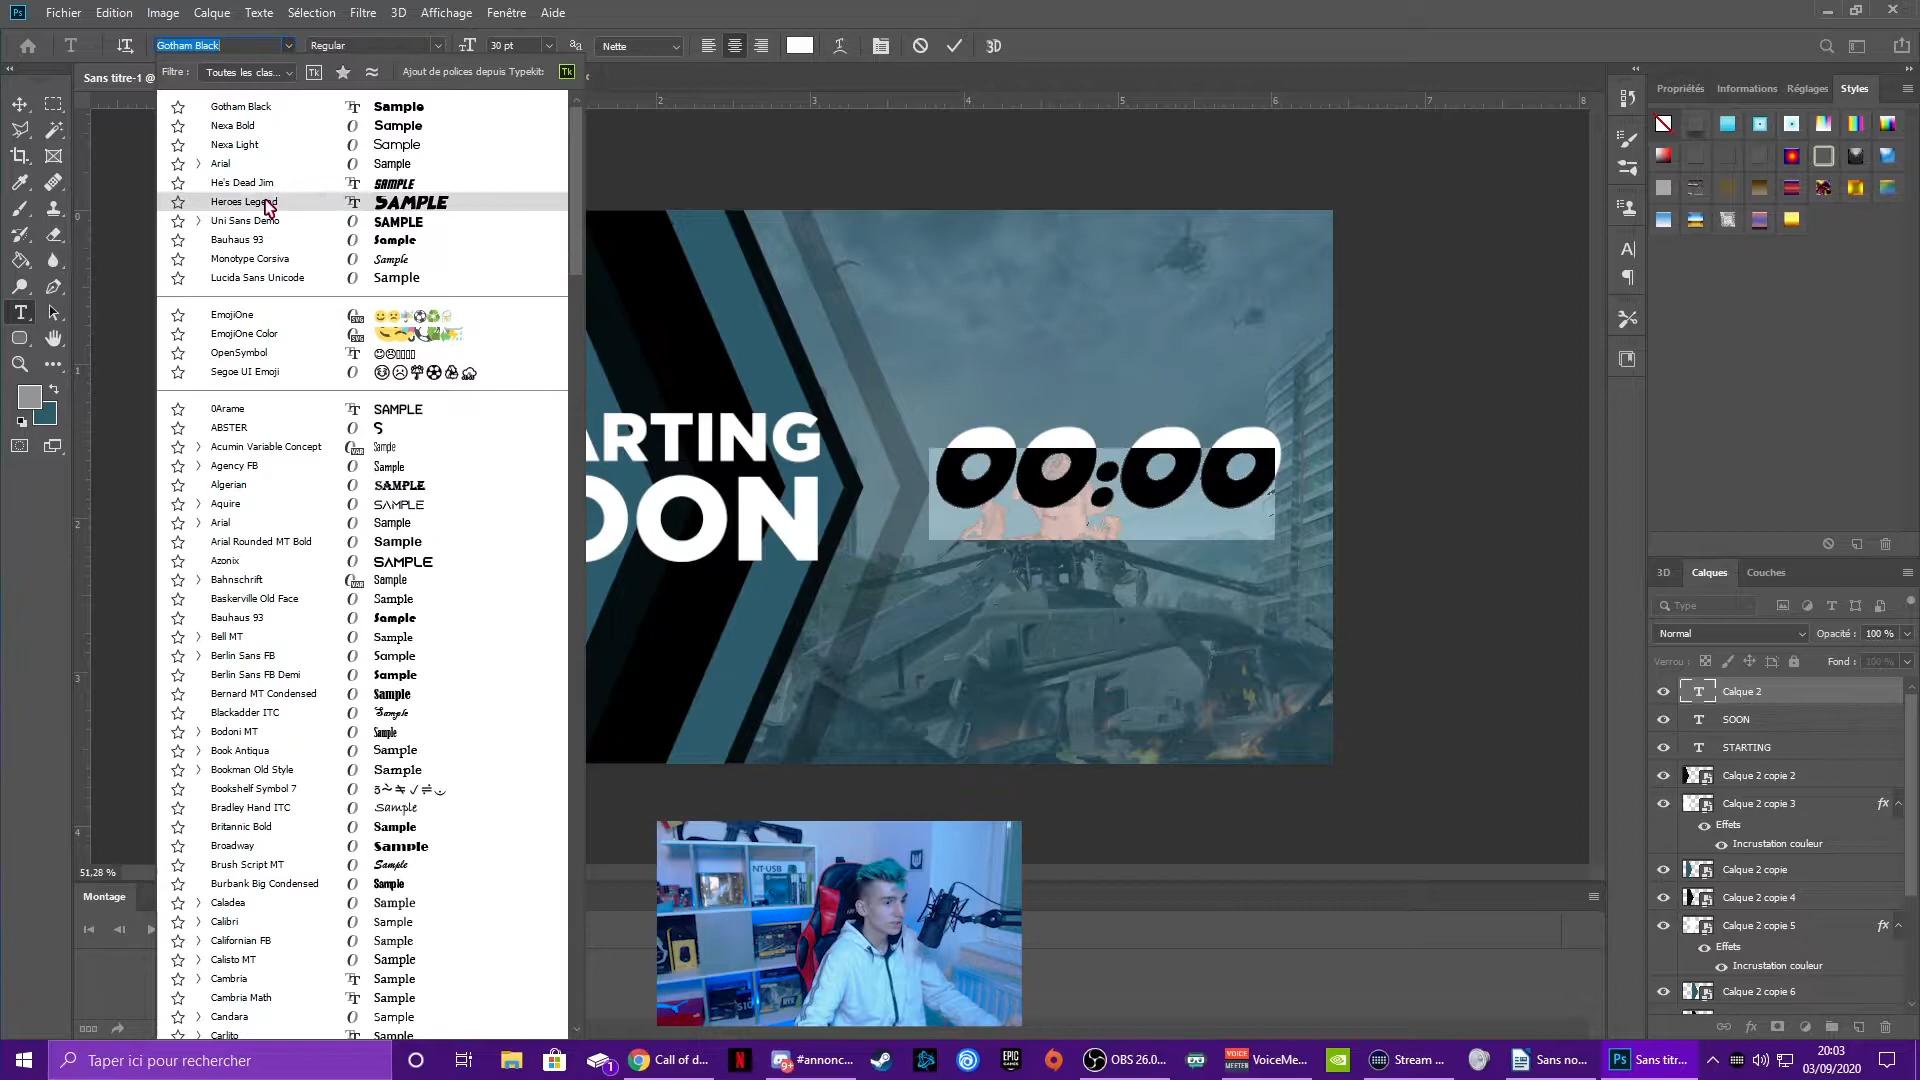 Fichier Edition Image Calque Texte Sélection Filtre 3D Affichage Fenêtre Aide
Gotham Black Regular 30 pt Nette 3D
Filtre : Toutes les clas... Ajout de polices depuis Typekit:
Sans titre-1 @
Propriétés Informations Réglages Styles
2 3 4 5 6 7 8
Gotham Black Sample
Nexa Bold Sample
Nexa Light Sample
Arial Sample
He's Dead Jim SAMPLE
Heroes Legend SAMPLE
Uni Sans Demo SAMPLE
Bauhaus 93 Sample
Monotype Corsiva Sample
Lucida Sans Unicode Sample
EmojiOne
EmojiOne Color
OpenSymbol
Segoe UI Emoji
0Arame SAMPLE
ABSTER S
Acumin Variable Concept Sample
Agency FB Sample
Algerian SAMPLE
Aquire SAMPLE
Arial Sample
Arial Rounded MT Bold Sample
Azonix SAMPLE
Bahnschrift Sample
Baskerville Old Face Sample
Bauhaus 93 Sample
Bell MT Sample
Berlin Sans FB Sample
Berlin Sans FB Demi Sample
Bernard MT Condensed Sample
Blackadder ITC Sample
Bodoni MT Sample
Book Antiqua Sample
Bookman Old Style Sample
Bookshelf Symbol 7
Bradley Hand ITC Sample
Britannic Bold Sample
Broadway Sample
Brush Script MT Sample
Burbank Big Condensed Sample
Caladea Sample
Calibri Sample
Californian FB Sample
Calisto MT Sample
Cambria Sample
Cambria Math Sample
Candara Sample
Carlito Sample
ARTING
OON
00:00
NT-USB
3D Calques Couches
Type
Normal Opacité : 100 %
Verrou : Fond : 100 %
Calque 2
SOON
STARTING
Calque 2 copie 2
Calque 2 copie 3 fx
Effets
Incrustation couleur
Calque 2 copie
Calque 2 copie 4
Calque 2 copie 5 fx
Effets
Incrustation couleur
Calque 2 copie 6
51,28 %
Montage
Taper ici pour rechercher
Call of d... #annonc... OBS 26.0... VoiceMe... Stream ... Sans no... Sans titr...
20:03
03/09/2020